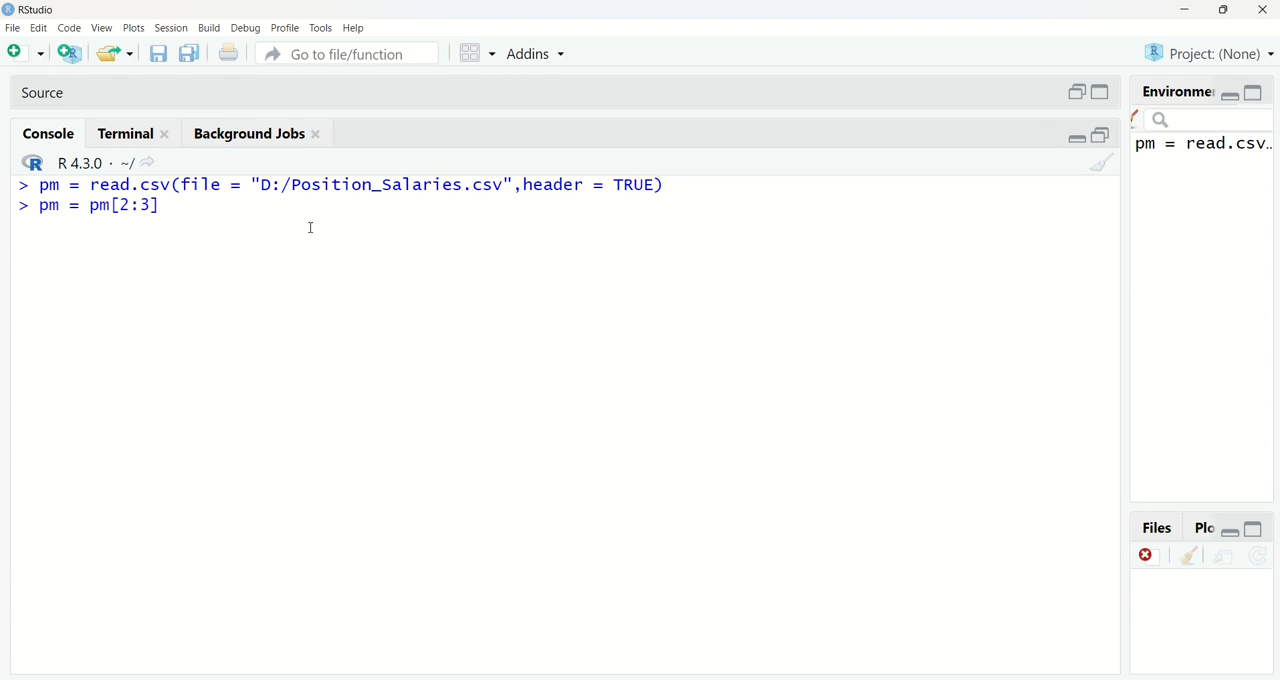 RStudio
File Edit Code View Plots Session Build Debug Profile Tools Help
Go to file/function Addins Project: (None)
Source
Console Terminal Background Jobs
R 4.3.0 · ~/
> pm = read.csv(file = "D:/Position_Salaries.csv",header = TRUE)
> pm = pm[2:3]
Environmer
pm = read.csv…
Files Plo